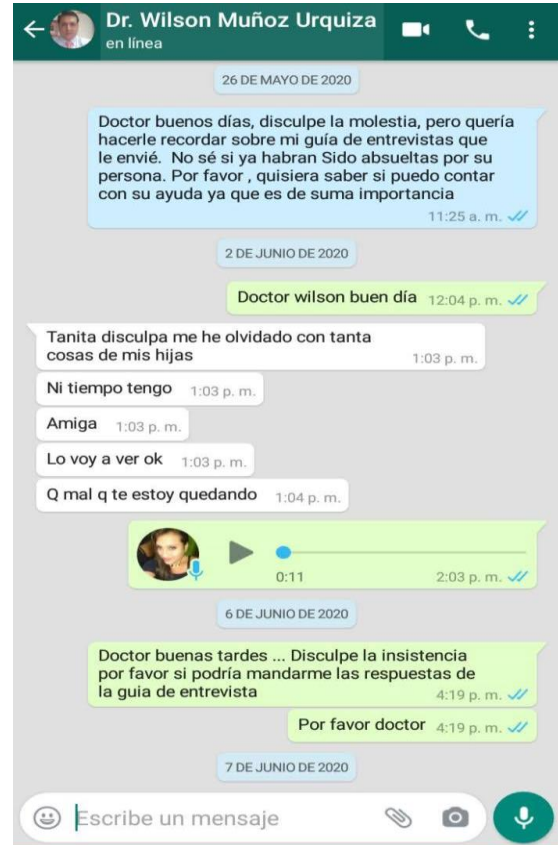 Dr. Wilson Muñoz Urquiza
en línea
26 DE MAYO DE 2020
Doctor buenos días, disculpe la molestia, pero quería
hacerle recordar sobre mi guía de entrevistas que
le envié.  No sé si ya habran Sido absueltas por su
persona. Por favor , quisiera saber si puedo contar
con su ayuda ya que es de suma importancia
11:25 a. m.
2 DE JUNIO DE 2020
Doctor wilson buen día 12:04 p. m.
Tanita disculpa me he olvidado con tanta
cosas de mis hijas 1:03 p. m.
Ni tiempo tengo 1:03 p. m.
Amiga 1:03 p. m.
Lo voy a ver ok 1:03 p. m.
Q mal q te estoy quedando 1:04 p. m.
0:11 2:03 p. m.
6 DE JUNIO DE 2020
Doctor buenas tardes ... Disculpe la insistencia
por favor si podría mandarme las respuestas de
la guia de entrevista 4:19 p. m.
Por favor doctor 4:19 p. m.
7 DE JUNIO DE 2020
Escribe un mensaje